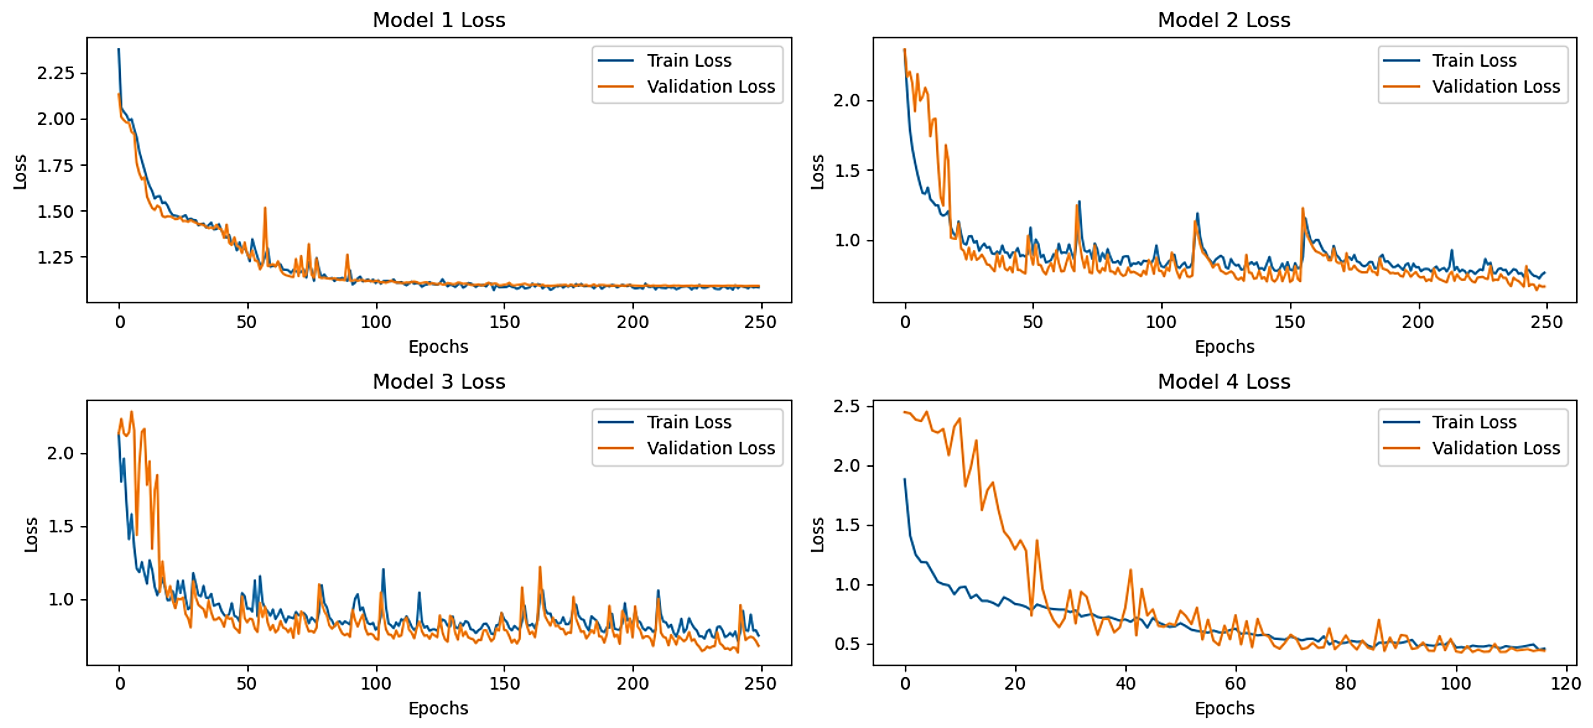 Model 1 Loss
Loss
2.25
2.00
1.75
1.50
1.25
Train Loss
Validation Loss
0 50 100 150 200 250
Epochs
Model 2 Loss
Loss
2.0
1.5
1.0
Train Loss
Validation Loss
0 50 100 150 200 250
Epochs
Model 3 Loss
Loss
2.0
1.5
1.0
Train Loss
Validation Loss
0 50 100 150 200 250
Epochs
Model 4 Loss
Loss
2.5
2.0
1.5
1.0
0.5
Train Loss
Validation Loss
0 20 40 60 80 100 120
Epochs